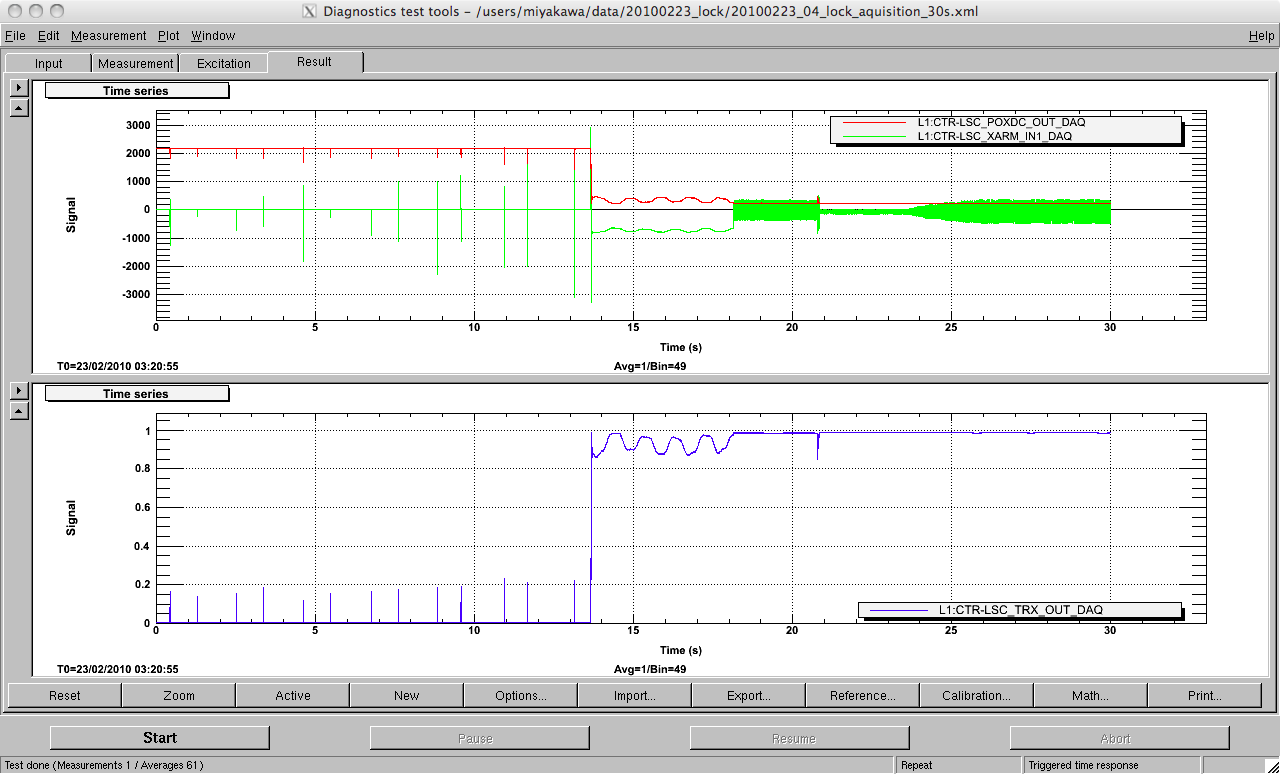 Diagnostics test tools – /users/miyakawa/data/20100223_lock/20100223_04_lock_aquisition_30s.xml
File Edit Measurement Plot Window Help
Input Measurement Excitation Result
Time series
L1:CTR-LSC_POXDC_OUT_DAQ
L1:CTR-LSC_XARM_IN1_DAQ
3000
2000
1000
0
-1000
-2000
-3000
Signal
0 5 10 15 20 25 30
Time (s)
T0=23/02/2010 03:20:55 Avg=1/Bin=49
Time series
1
0.8
0.6
0.4
0.2
0
Signal
L1:CTR-LSC_TRX_OUT_DAQ
0 5 10 15 20 25 30
Time (s)
T0=23/02/2010 03:20:55 Avg=1/Bin=49
Reset Zoom Active New Options... Import... Export... Reference... Calibration... Math... Print...
Start Pause Resume Abort
Test done (Measurements 1 / Averages 61) Repeat Triggered time response